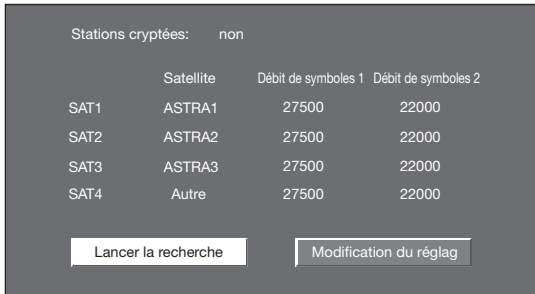 Stations cryptées: non
Satellite Débit de symboles 1 Débit de symboles 2
SAT1 ASTRA1 27500 22000
SAT2 ASTRA2 27500 22000
SAT3 ASTRA3 27500 22000
SAT4 Autre 27500 22000
Lancer la recherche Modification du réglag